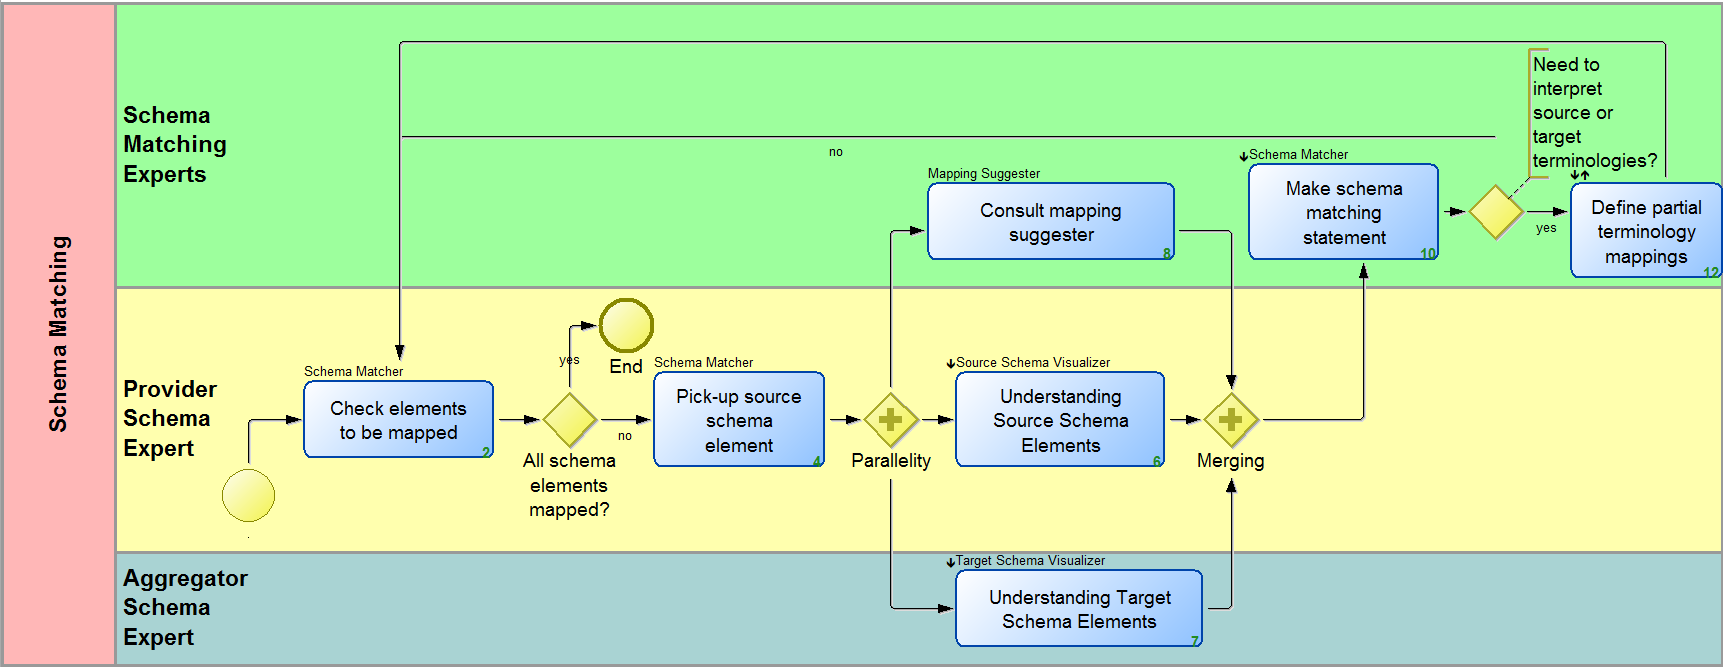 Schema Matching
Schema
Matching
Experts
Need to
interpret
source or
target
terminologies?
no
Mapping Suggester
Consult mapping
suggester
8
Schema Matcher
Make schema
matching
statement
10
yes
Define partial
terminology
mappings
12
Provider
Schema
Expert
Schema Matcher
Check elements
to be mapped
2
yes
End
All schema
elements
mapped?
no
Schema Matcher
Pick-up source
schema
element
4
Parallelity
Source Schema Visualizer
Understanding
Source Schema
Elements
6
Merging
.
Aggregator
Schema
Expert
Target Schema Visualizer
Understanding Target
Schema Elements
7